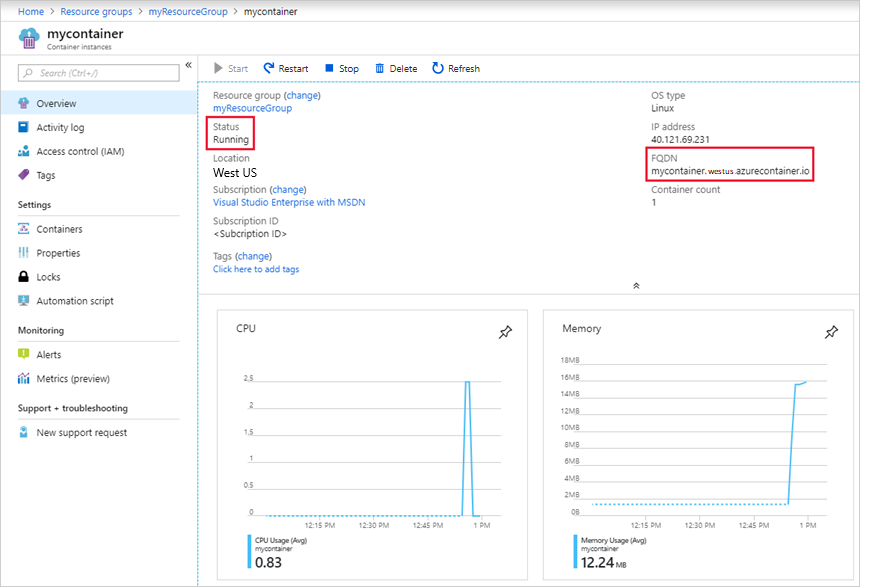 Home > Resource groups > myResourceGroup > mycontainer
mycontainer
Container instances
«
Search (Ctrl+/)
Start Restart Stop Delete Refresh
Overview
Activity log
Access control (IAM)
Tags
Settings
Containers
Properties
Locks
Automation script
Monitoring
Alerts
Metrics (preview)
Support + troubleshooting
New support request
Resource group (change)
myResourceGroup
Status
Running
Location
West US
Subscription (change)
Visual Studio Enterprise with MSDN
Subscription ID
<Subcription ID>
Tags (change)
Click here to add tags
OS type
Linux
IP address
40.121.69.231
FQDN
mycontainer.westus.azurecontainer.io
Container count
1
CPU
2.5
2
1.5
1
0.5
0
12:15 PM 12:30 PM 12:45 PM 1 PM
CPU Usage (Avg)
mycontainer
0.83
Memory
18MB
16MB
14MB
12MB
10MB
8MB
6MB
4MB
2MB
0B
12:15 PM 12:30 PM 12:45 PM 1 PM
Memory Usage (Avg)
mycontainer
12.24 MB